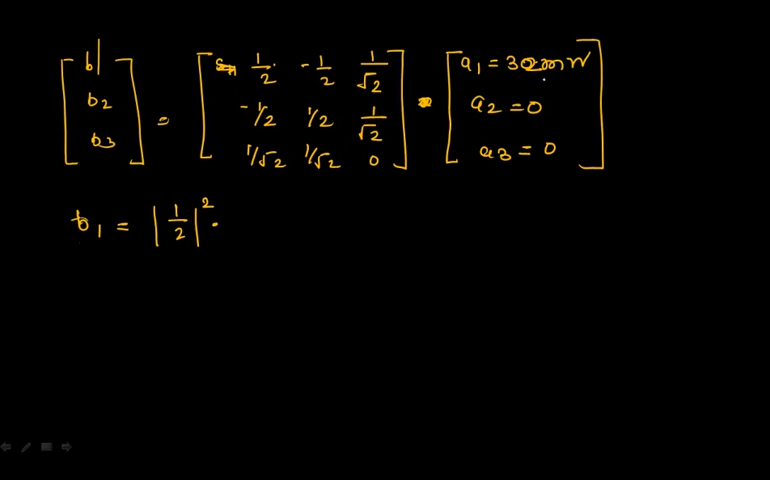 b1 1/2 -1/2 1/√2 a1 = 30mW
b2 = -1/2 1/2 1/√2 a2 = 0
b3 1/√2 1/√2 0 a3 = 0
b1 = |1/2|² .